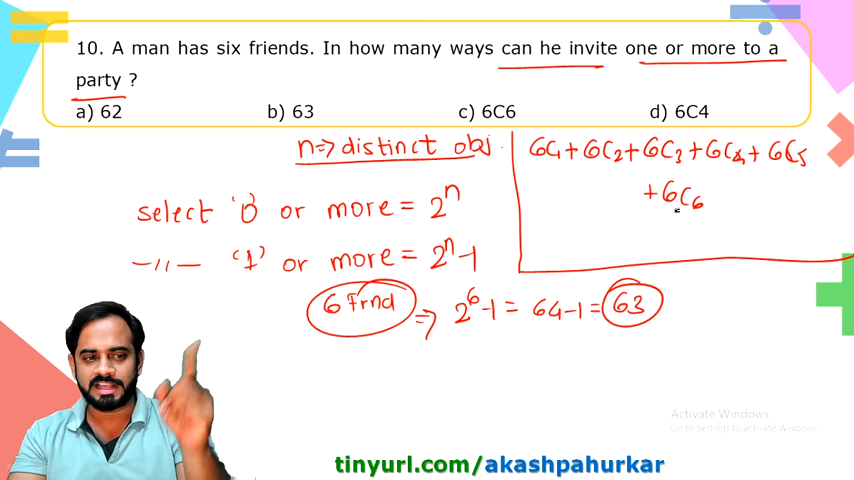 10. A man has six friends. In how many ways can he invite one or more to a
party ?
a) 62 b) 63 c) 6C6 d) 6C4
n⇒ distinct obj.
6C1 + 6C2 + 6C3 + 6C4 + 6C5
+ 6C6
select '0' or more = 2^n
—〃— '1' or more = 2^n - 1
6 Frnd ⇒ 2^6 - 1 = 64 - 1 = 63
Activate Windows
Go to Settings to activate Windows.
tinyurl.com/akashpahurkar